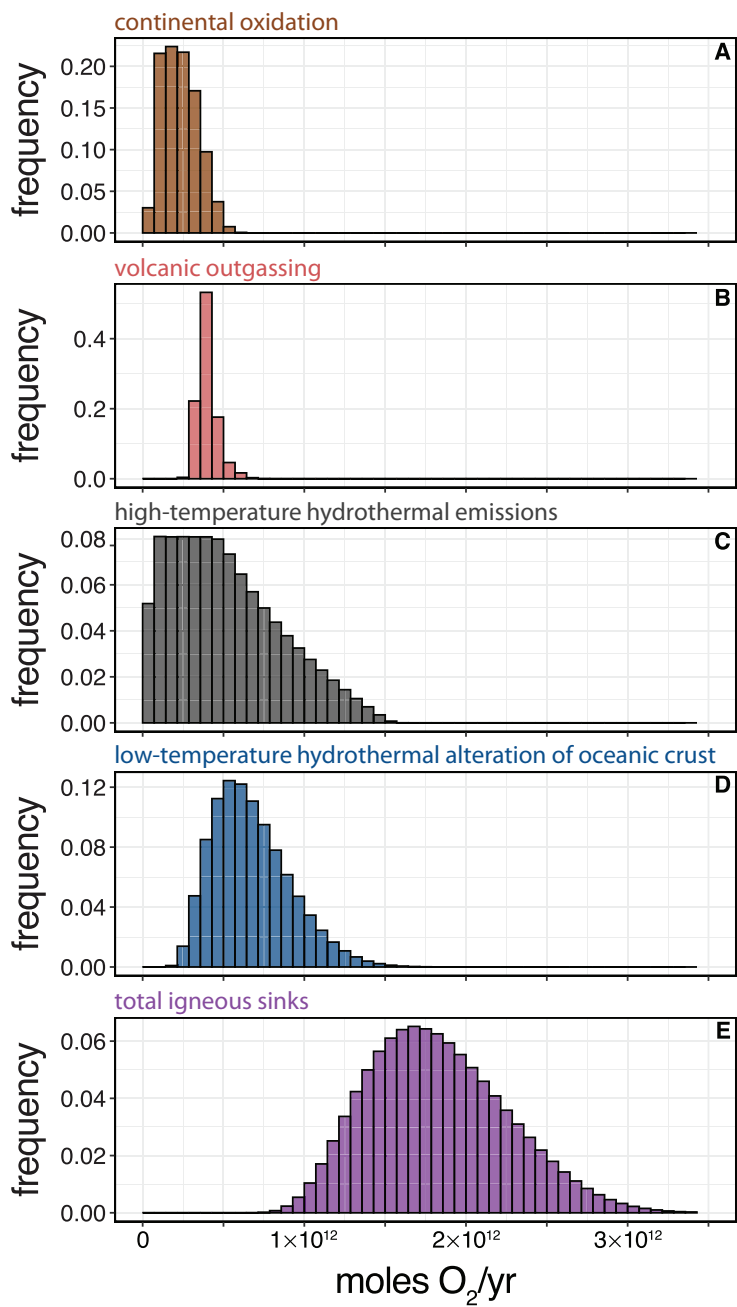 continental oxidation
A
frequency
0.20
0.15
0.10
0.05
0.00
volcanic outgassing
B
frequency
0.4
0.2
0.0
high-temperature hydrothermal emissions
C
frequency
0.08
0.06
0.04
0.02
0.00
low-temperature hydrothermal alteration of oceanic crust
D
frequency
0.12
0.08
0.04
0.00
total igneous sinks
E
frequency
0.06
0.04
0.02
0.00
0 1×10¹² 2×10¹² 3×10¹²
moles O₂/yr